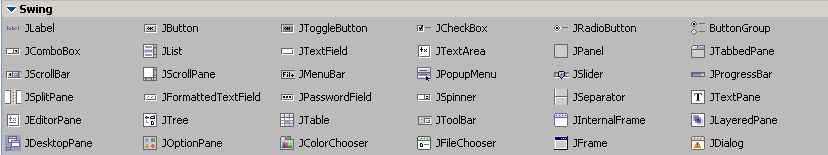 Swing
JLabel JButton JToggleButton JCheckBox JRadioButton ButtonGroup
JComboBox JList JTextField JTextArea JPanel JTabbedPane
JScrollBar JScrollPane JMenuBar JPopupMenu JSlider JProgressBar
JSplitPane JFormattedTextField JPasswordField JSpinner JSeparator JTextPane
JEditorPane JTree JTable JToolBar JInternalFrame JLayeredPane
JDesktopPane JOptionPane JColorChooser JFileChooser JFrame JDialog